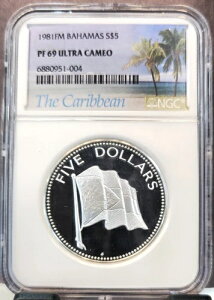 1981FM BAHAMAS S$5
PF 69 ULTRA CAMEO
6880951-004
The Caribbean
NGC
FIVE DOLLARS